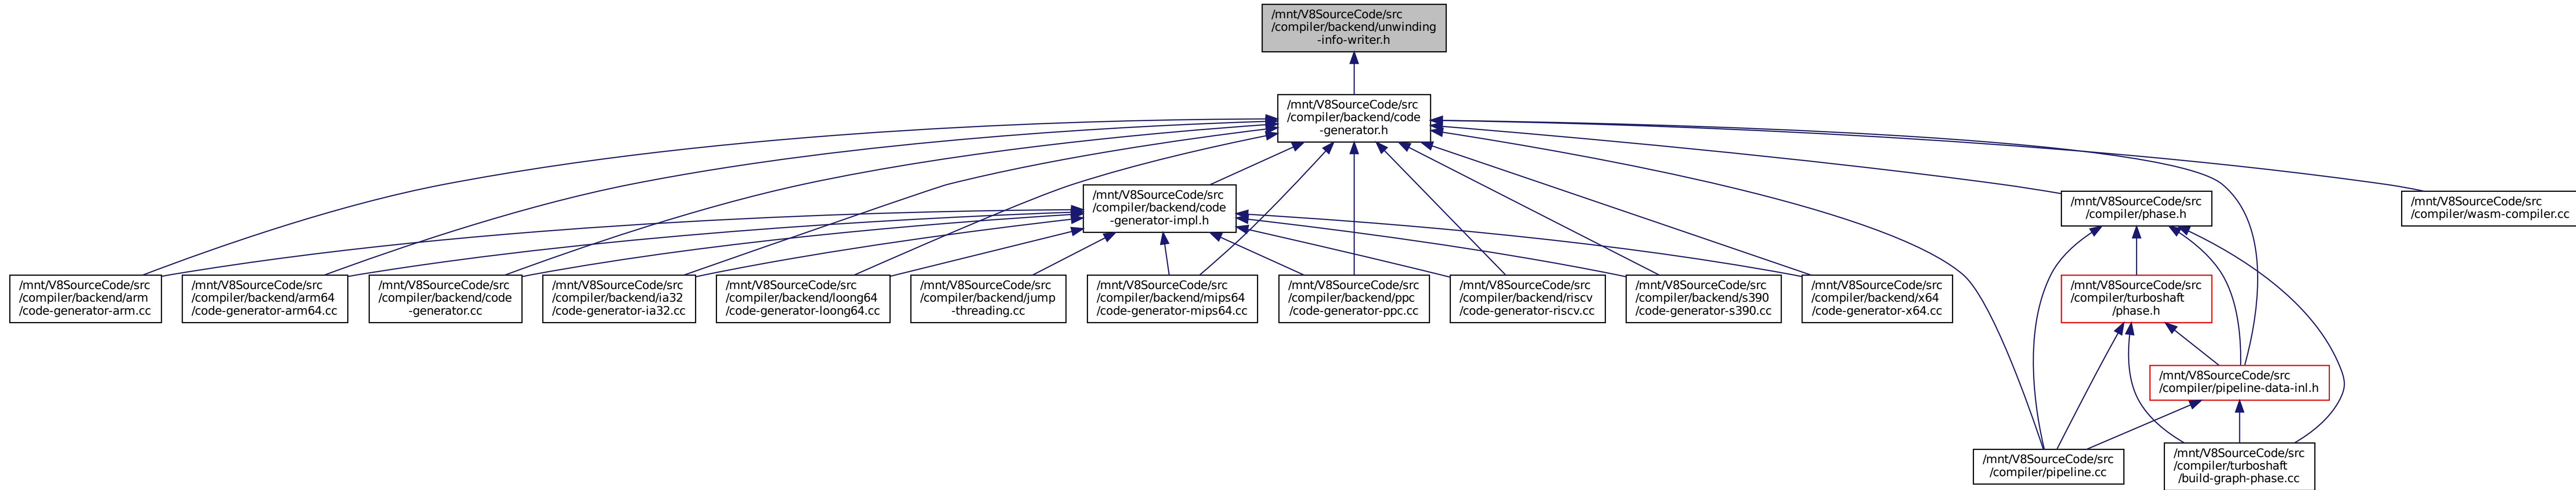 /mnt/V8SourceCode/src
/compiler/backend/unwinding
-info-writer.h
/mnt/V8SourceCode/src
/compiler/backend/code
-generator.h
/mnt/V8SourceCode/src
/compiler/backend/code
-generator-impl.h
/mnt/V8SourceCode/src
/compiler/phase.h
/mnt/V8SourceCode/src
/compiler/wasm-compiler.cc
/mnt/V8SourceCode/src
/compiler/backend/arm
/code-generator-arm.cc
/mnt/V8SourceCode/src
/compiler/backend/arm64
/code-generator-arm64.cc
/mnt/V8SourceCode/src
/compiler/backend/code
-generator.cc
/mnt/V8SourceCode/src
/compiler/backend/ia32
/code-generator-ia32.cc
/mnt/V8SourceCode/src
/compiler/backend/loong64
/code-generator-loong64.cc
/mnt/V8SourceCode/src
/compiler/backend/jump
-threading.cc
/mnt/V8SourceCode/src
/compiler/backend/mips64
/code-generator-mips64.cc
/mnt/V8SourceCode/src
/compiler/backend/ppc
/code-generator-ppc.cc
/mnt/V8SourceCode/src
/compiler/backend/riscv
/code-generator-riscv.cc
/mnt/V8SourceCode/src
/compiler/backend/s390
/code-generator-s390.cc
/mnt/V8SourceCode/src
/compiler/backend/x64
/code-generator-x64.cc
/mnt/V8SourceCode/src
/compiler/turboshaft
/phase.h
/mnt/V8SourceCode/src
/compiler/pipeline-data-inl.h
/mnt/V8SourceCode/src
/compiler/pipeline.cc
/mnt/V8SourceCode/src
/compiler/turboshaft
/build-graph-phase.cc